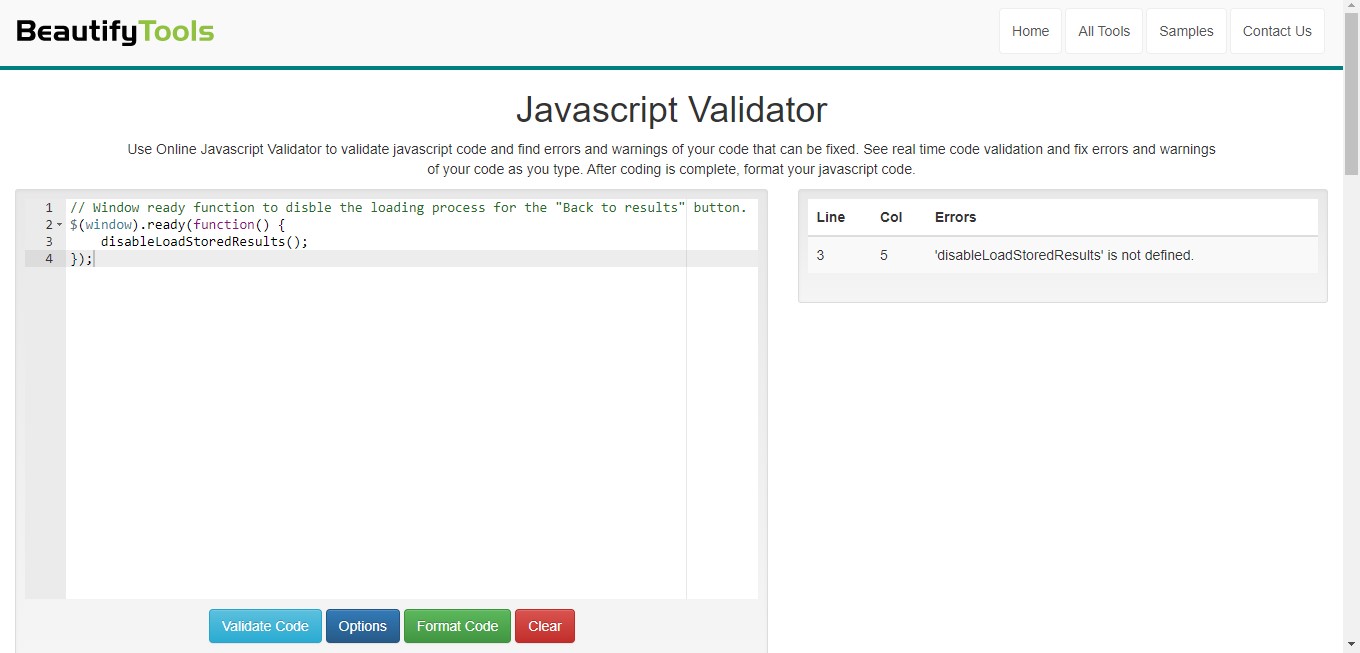 BeautifyTools
Home
All Tools
Samples
Contact Us
Javascript Validator
Use Online Javascript Validator to validate javascript code and find errors and warnings of your code that can be fixed. See real time code validation and fix errors and warnings
of your code as you type. After coding is complete, format your javascript code.
1 // Window ready function to disble the loading process for the "Back to results" button.
2 $(window).ready(function() {
3     disableLoadStoredResults();
4 });
Line Col Errors
3 5 'disableLoadStoredResults' is not defined.
Validate Code
Options
Format Code
Clear